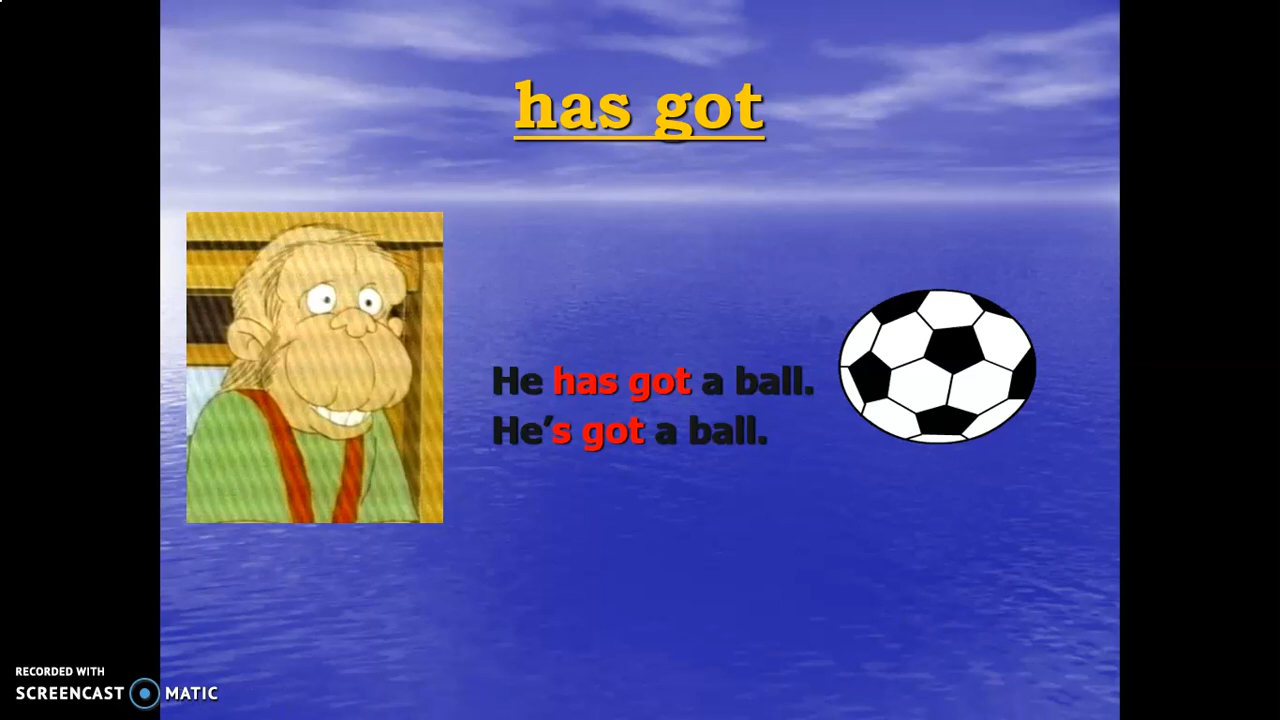 has got
He has got a ball.
He’s got a ball.
RECORDED WITH
SCREENCAST MATIC